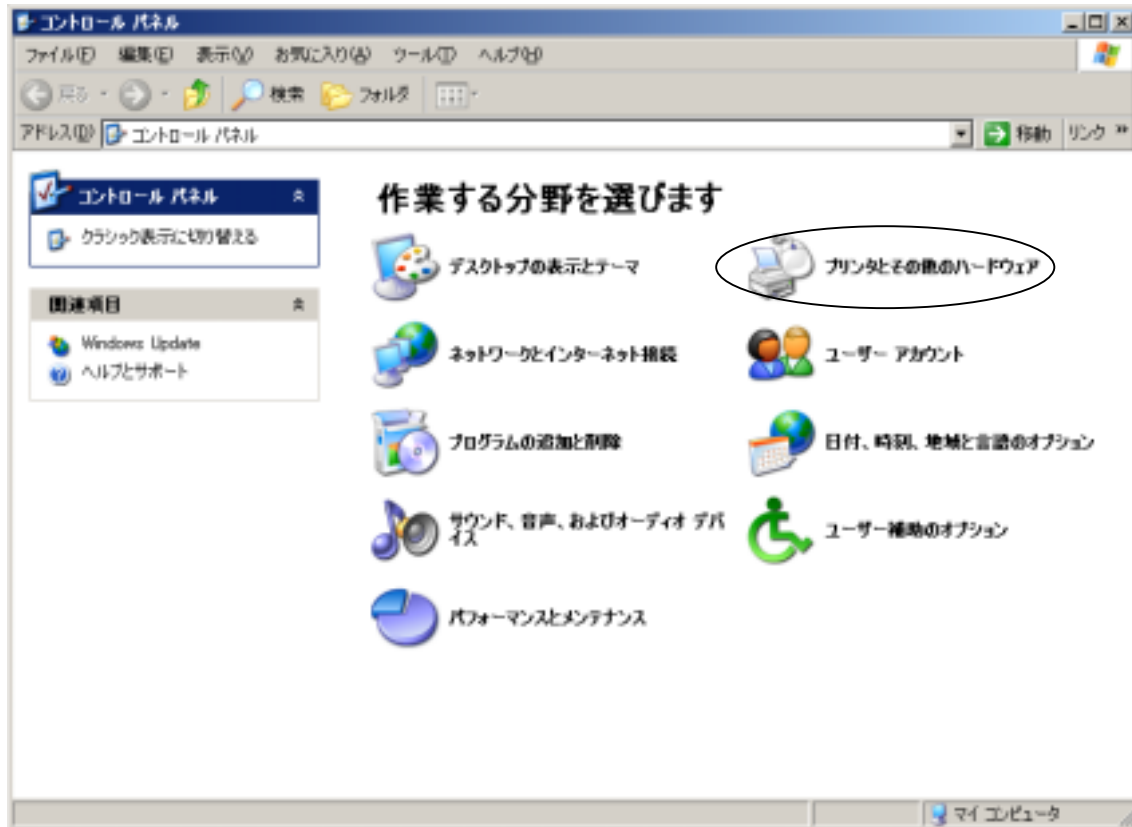 コントロール パネル
ファイル(F) 編集(E) 表示(V) お気に入り(A) ツール(T) ヘルプ(H)
戻る 検索 フォルダ
アドレス(D) コントロール パネル 移動 リンク »
コントロール パネル
クラシック表示に切り替える
関連項目
Windows Update
ヘルプとサポート
作業する分野を選びます
デスクトップの表示とテーマ
プリンタとその他のハードウェア
ネットワークとインターネット接続
ユーザー アカウント
プログラムの追加と削除
日付、時刻、地域と言語のオプション
サウンド、音声、およびオーディオ デバ
イス
ユーザー補助のオプション
パフォーマンスとメンテナンス
マイ コンピュータ